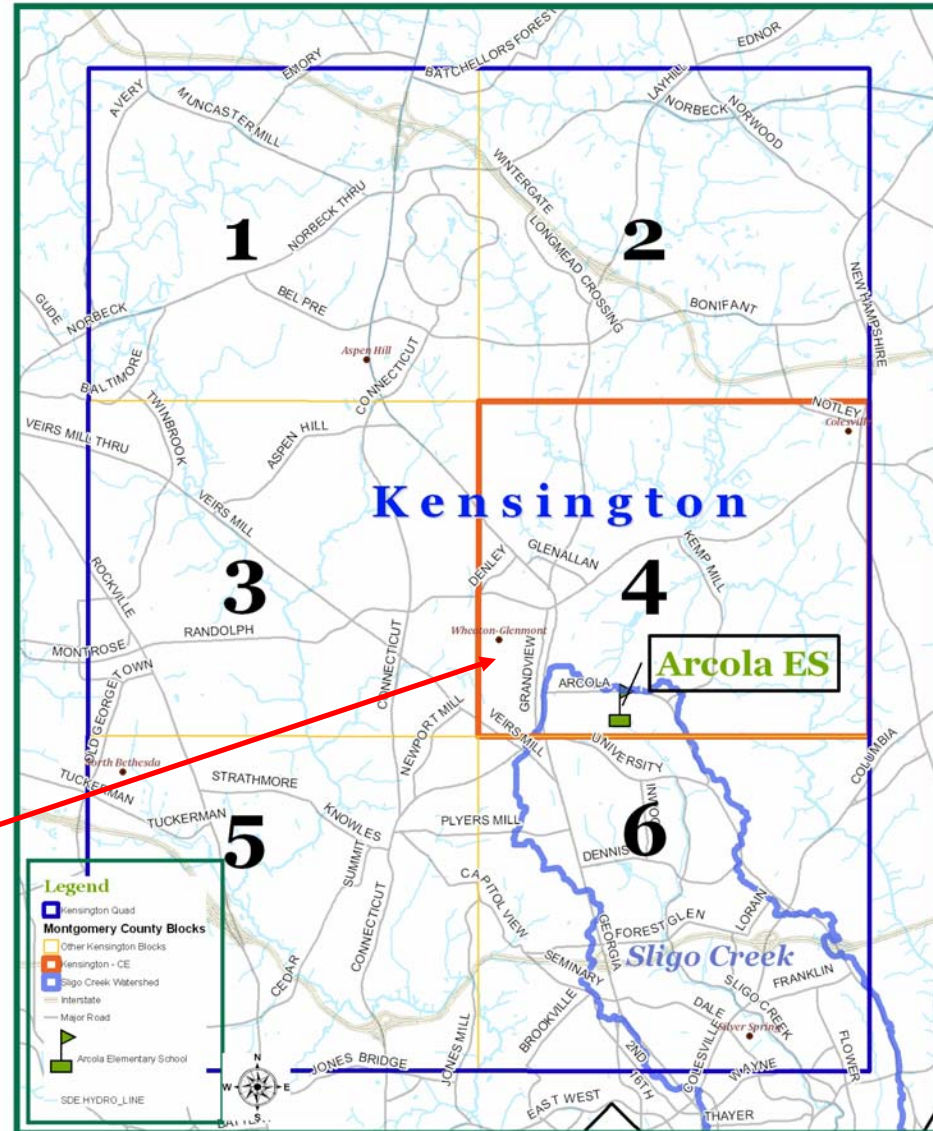 EDNOR
BATCHELLORS FOREST
EMORY
LAYHILL
AVERY
MUNCASTER MILL
NORBECK
NORWOOD
WINTERGATE
NORBECK THRU
1
2
LONGMEAD CROSSING
NEW HAMPSHIRE
GUDE
NORBECK
BEL PRE
BONIFANT
Aspen Hill
CONNECTICUT
BALTIMORE
TWINBROOK
NOTLEY
Colesville
ASPEN HILL
VEIRS MILL THRU
VEIRS MILL
Kensington
KEMP MILL
GLENALLAN
DENLEY
ROCKVILLE
3
4
RANDOLPH
Wheaton-Glenmont
MONTROSE
CONNECTICUT
GRANDVIEW
ARCOLA
Arcola ES
OLD GEORGETOWN
NEWPORT MILL
VEIRS MILL
UNIVERSITY
COLUMBIA
North Bethesda
TUCKERMAN
STRATHMORE
TUCKERMAN
KNOWLES
PLYERS MILL
5
6
SUMMIT
DENNIS
CAPITOL VIEW
CONNECTICUT
GEORGIA
FOREST GLEN
LORAIN
CEDAR
SEMINARY
Sligo Creek
FRANKLIN
SLIGO CREEK
BROOKVILLE
DALE
Silver Spring
COLESVILLE
FLOWER
JONES MILL
JONES BRIDGE
2ND
16TH
WAYNE
EAST WEST
THAYER
Legend
Kensington Quad
Montgomery County Blocks
Other Kensington Blocks
Kensington - CE
Sligo Creek Watershed
Interstate
Major Road
Arcola Elementary School
SDE.HYDRO_LINE
N
W
E
S